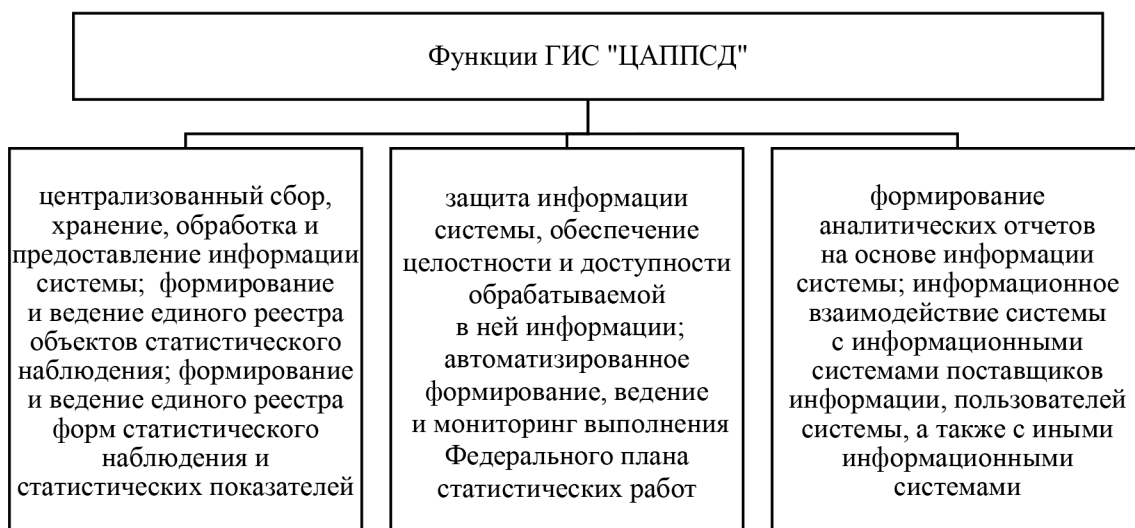 Функции ГИС "ЦАППСД"
централизованный сбор,
хранение, обработка и
предоставление информации
системы; формирование
и ведение единого реестра
объектов статистического
наблюдения; формирование
и ведение единого реестра
форм статистического
наблюдения и
статистических показателей
защита информации
системы, обеспечение
целостности и доступности
обрабатываемой
в ней информации;
автоматизированное
формирование, ведение
и мониторинг выполнения
Федерального плана
статистических работ
формирование
аналитических отчетов
на основе информации
системы; информационное
взаимодействие системы
с информационными
системами поставщиков
информации, пользователей
системы, а также с иными
информационными
системами